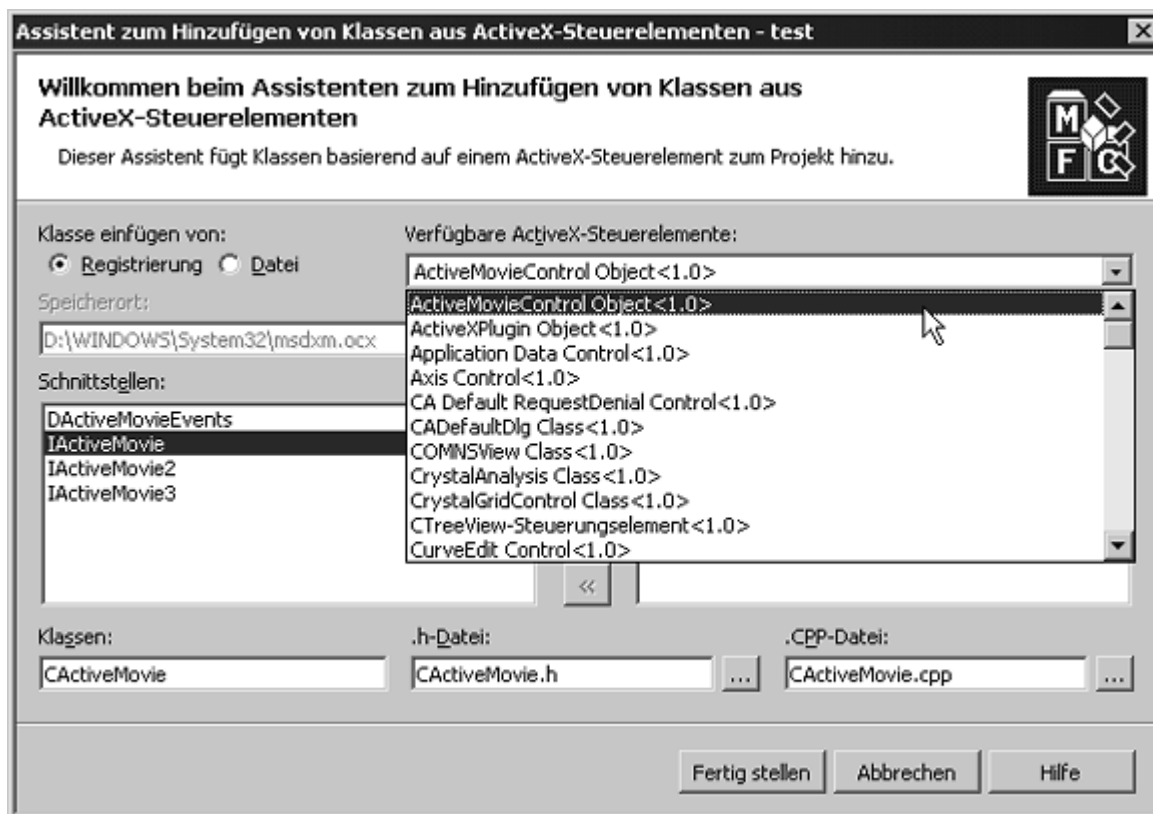 Assistent zum Hinzufügen von Klassen aus ActiveX-Steuerelementen - test
Willkommen beim Assistenten zum Hinzufügen von Klassen aus
ActiveX-Steuerelementen
Dieser Assistent fügt Klassen basierend auf einem ActiveX-Steuerelement zum Projekt hinzu.
M
F C
Klasse einfügen von:
Registrierung Datei
Speicherort:
D:\WINDOWS\System32\msdxm.ocx
Schnittstellen:
DActiveMovieEvents
IActiveMovie
IActiveMovie2
IActiveMovie3
Verfügbare ActiveX-Steuerelemente:
ActiveMovieControl Object<1.0>
ActiveMovieControl Object<1.0>
ActiveXPlugin Object<1.0>
Application Data Control<1.0>
Axis Control<1.0>
CA Default RequestDenial Control<1.0>
CADefaultDlg Class<1.0>
COMNSView Class<1.0>
CrystalAnalysis Class<1.0>
CrystalGridControl Class<1.0>
CTreeView-Steuerungselement<1.0>
CurveEdit Control<1.0>
<<
Klassen:
CActiveMovie
.h-Datei:
CActiveMovie.h
...
.CPP-Datei:
CActiveMovie.cpp
...
Fertig stellen Abbrechen Hilfe